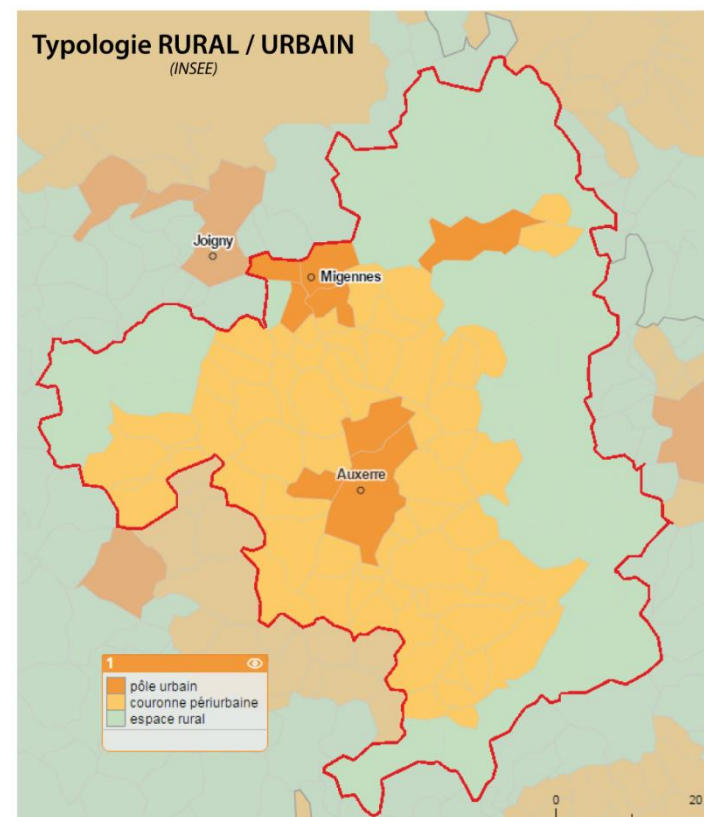 Typologie RURAL / URBAIN
(INSEE)
Joigny
Migennes
Auxerre
1
pôle urbain
couronne périurbaine
espace rural
0 20